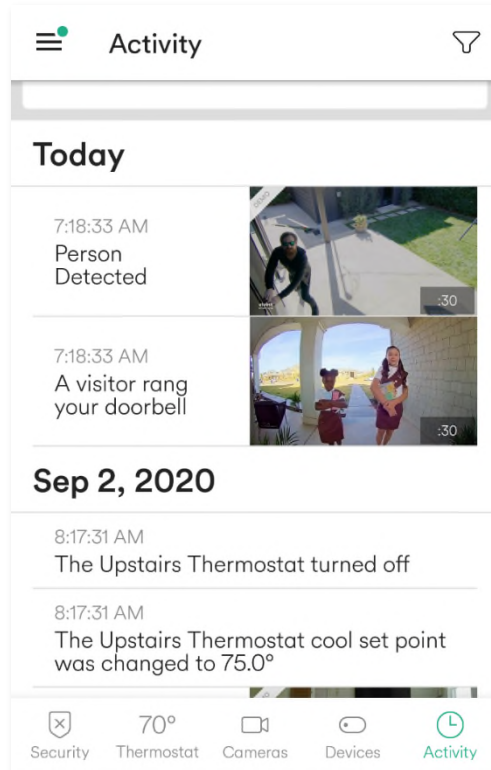 Activity
Today
7:18:33 AM
Person
Detected
DEMO
:30
7:18:33 AM
A visitor rang
your doorbell
:30
Sep 2, 2020
8:17:31 AM
The Upstairs Thermostat turned off
8:17:31 AM
The Upstairs Thermostat cool set point
was changed to 75.0°
70°
Security
Thermostat
Cameras
Devices
Activity